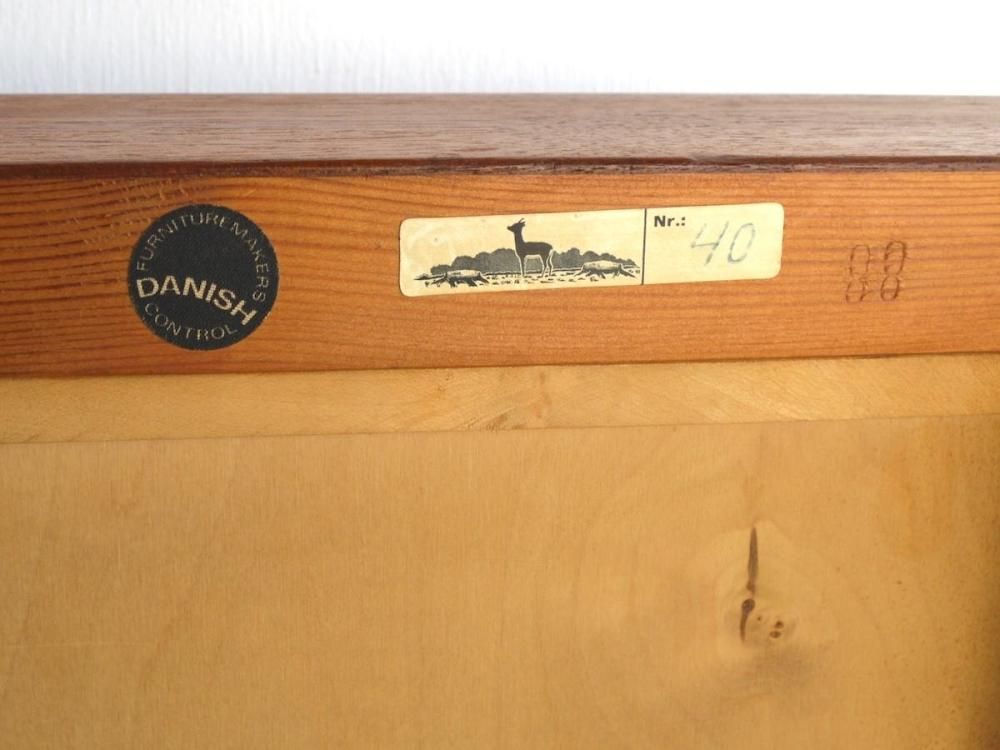 FURNITUREMAKERS
DANISH
CONTROL
Nr.: 40